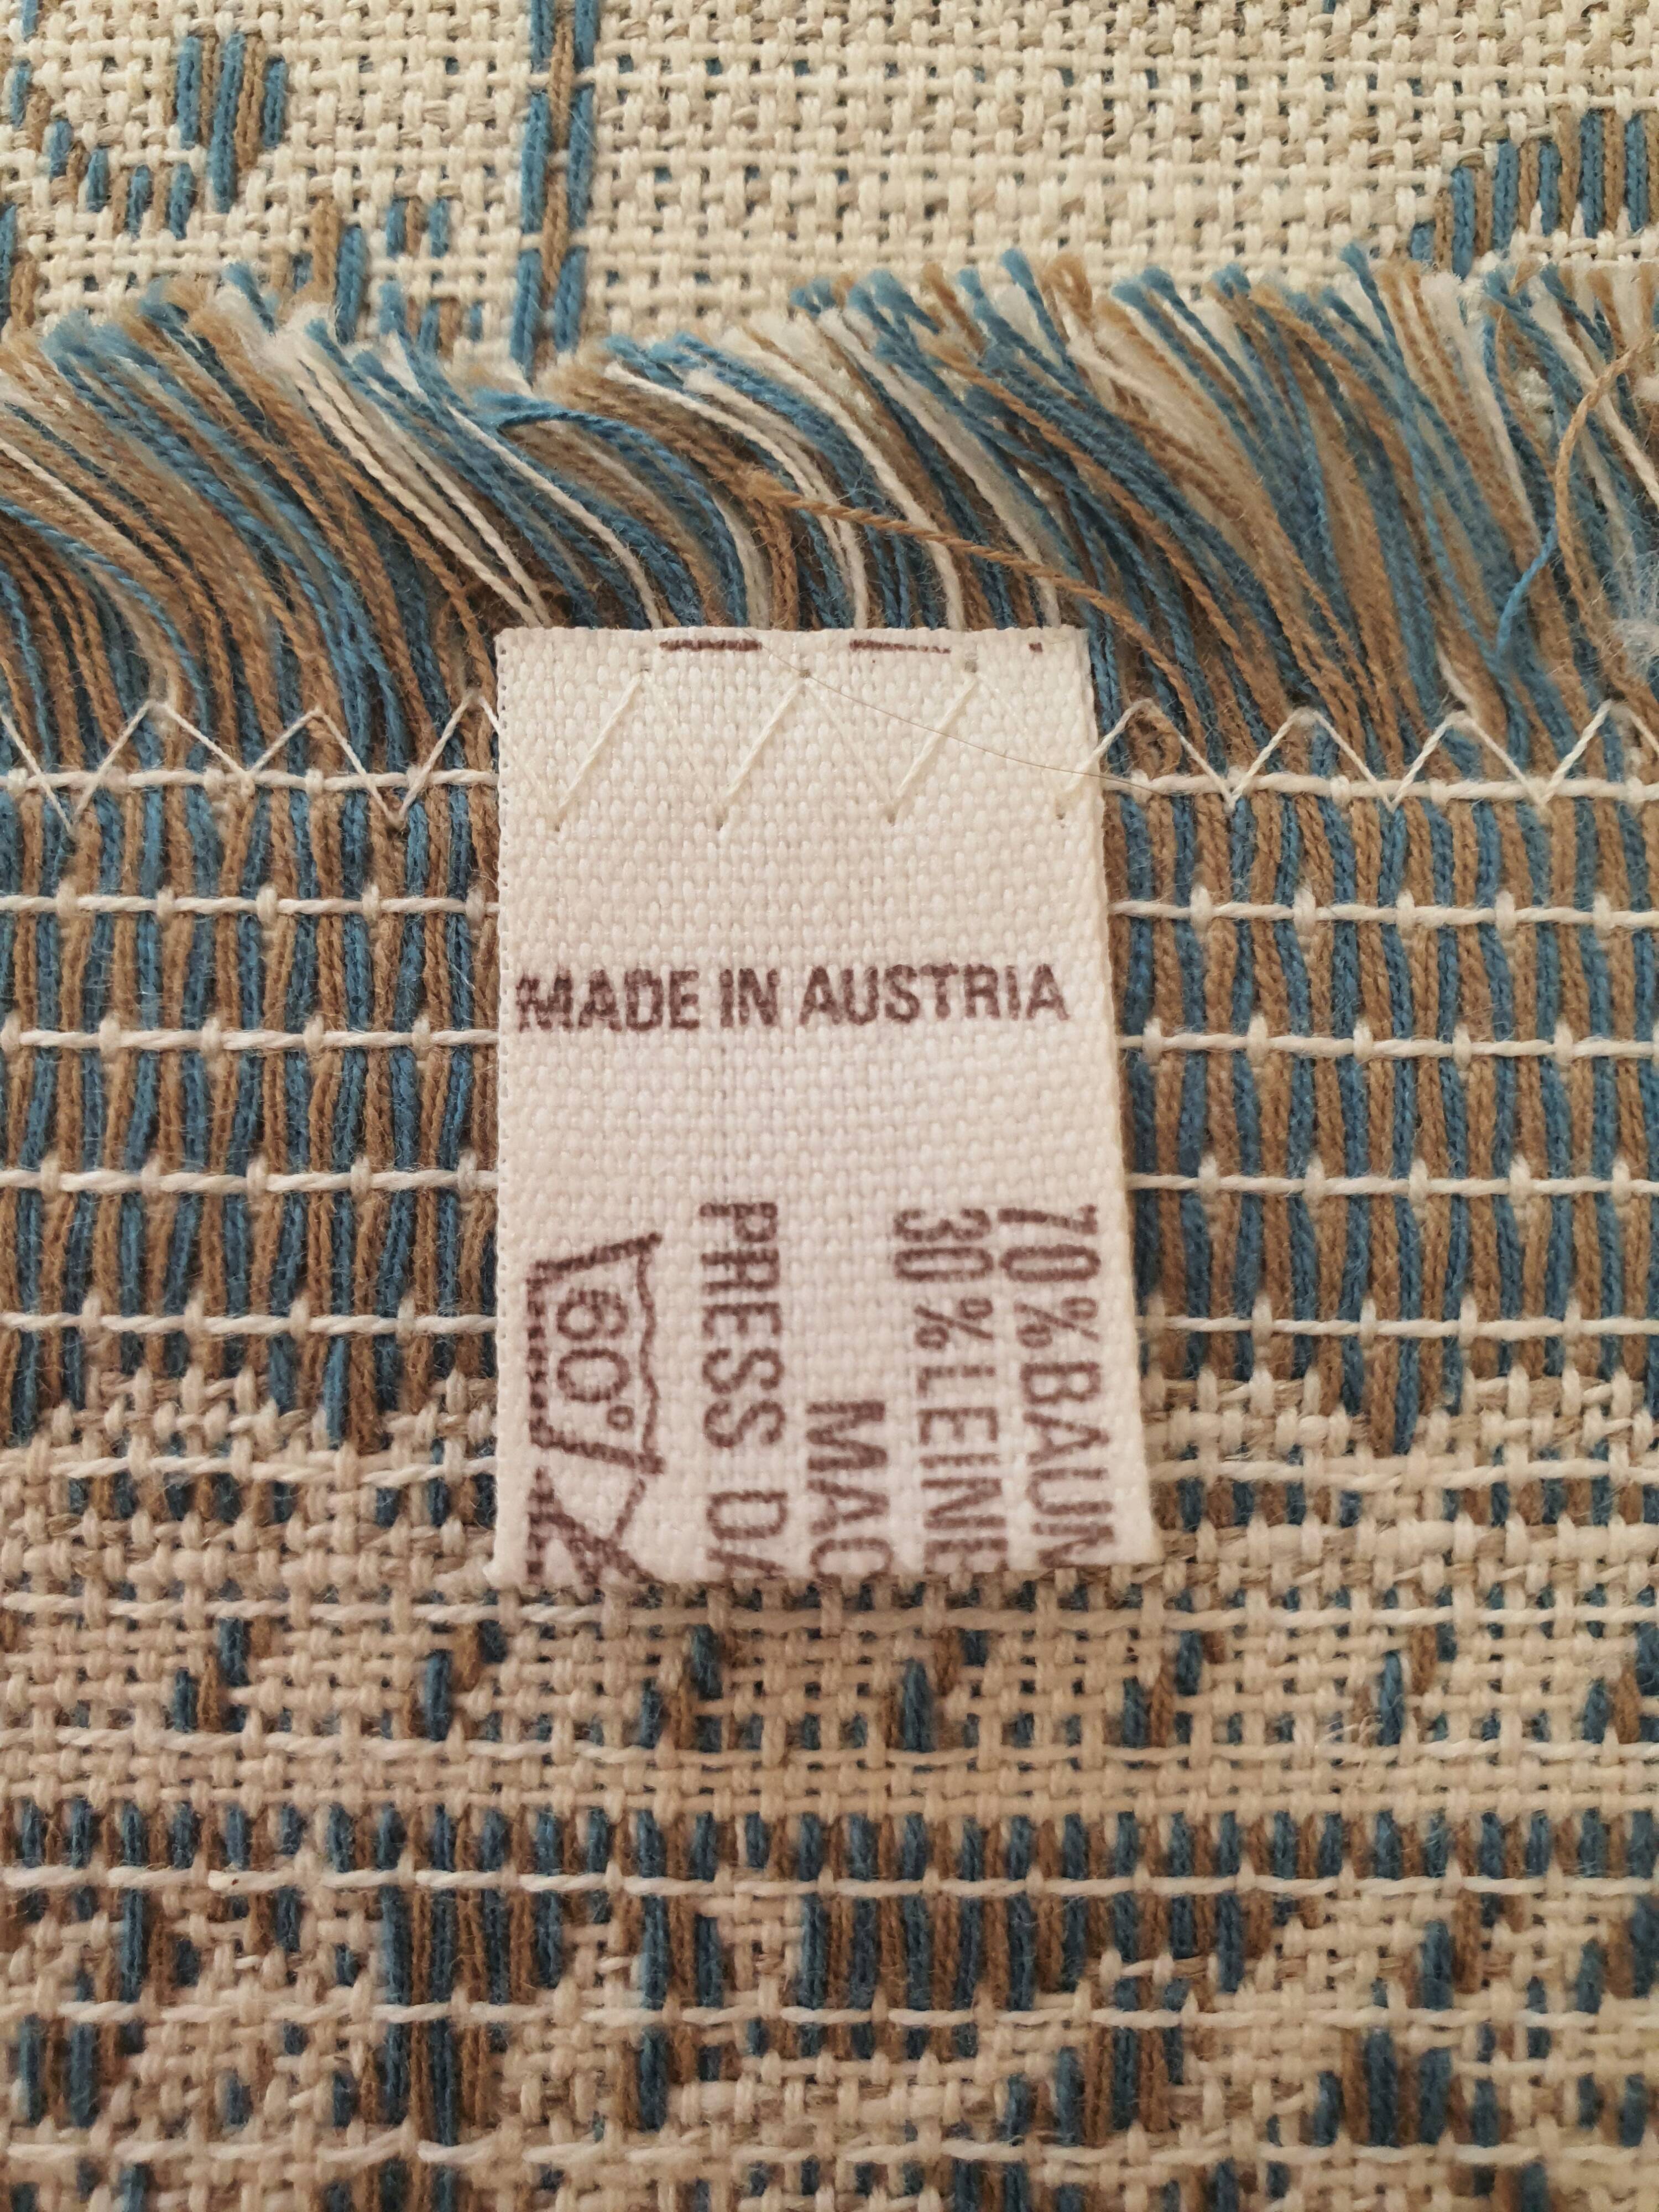 MADE IN AUSTRIA
70%BAUM
30%LEINE
MAC
PRESS DA
60°